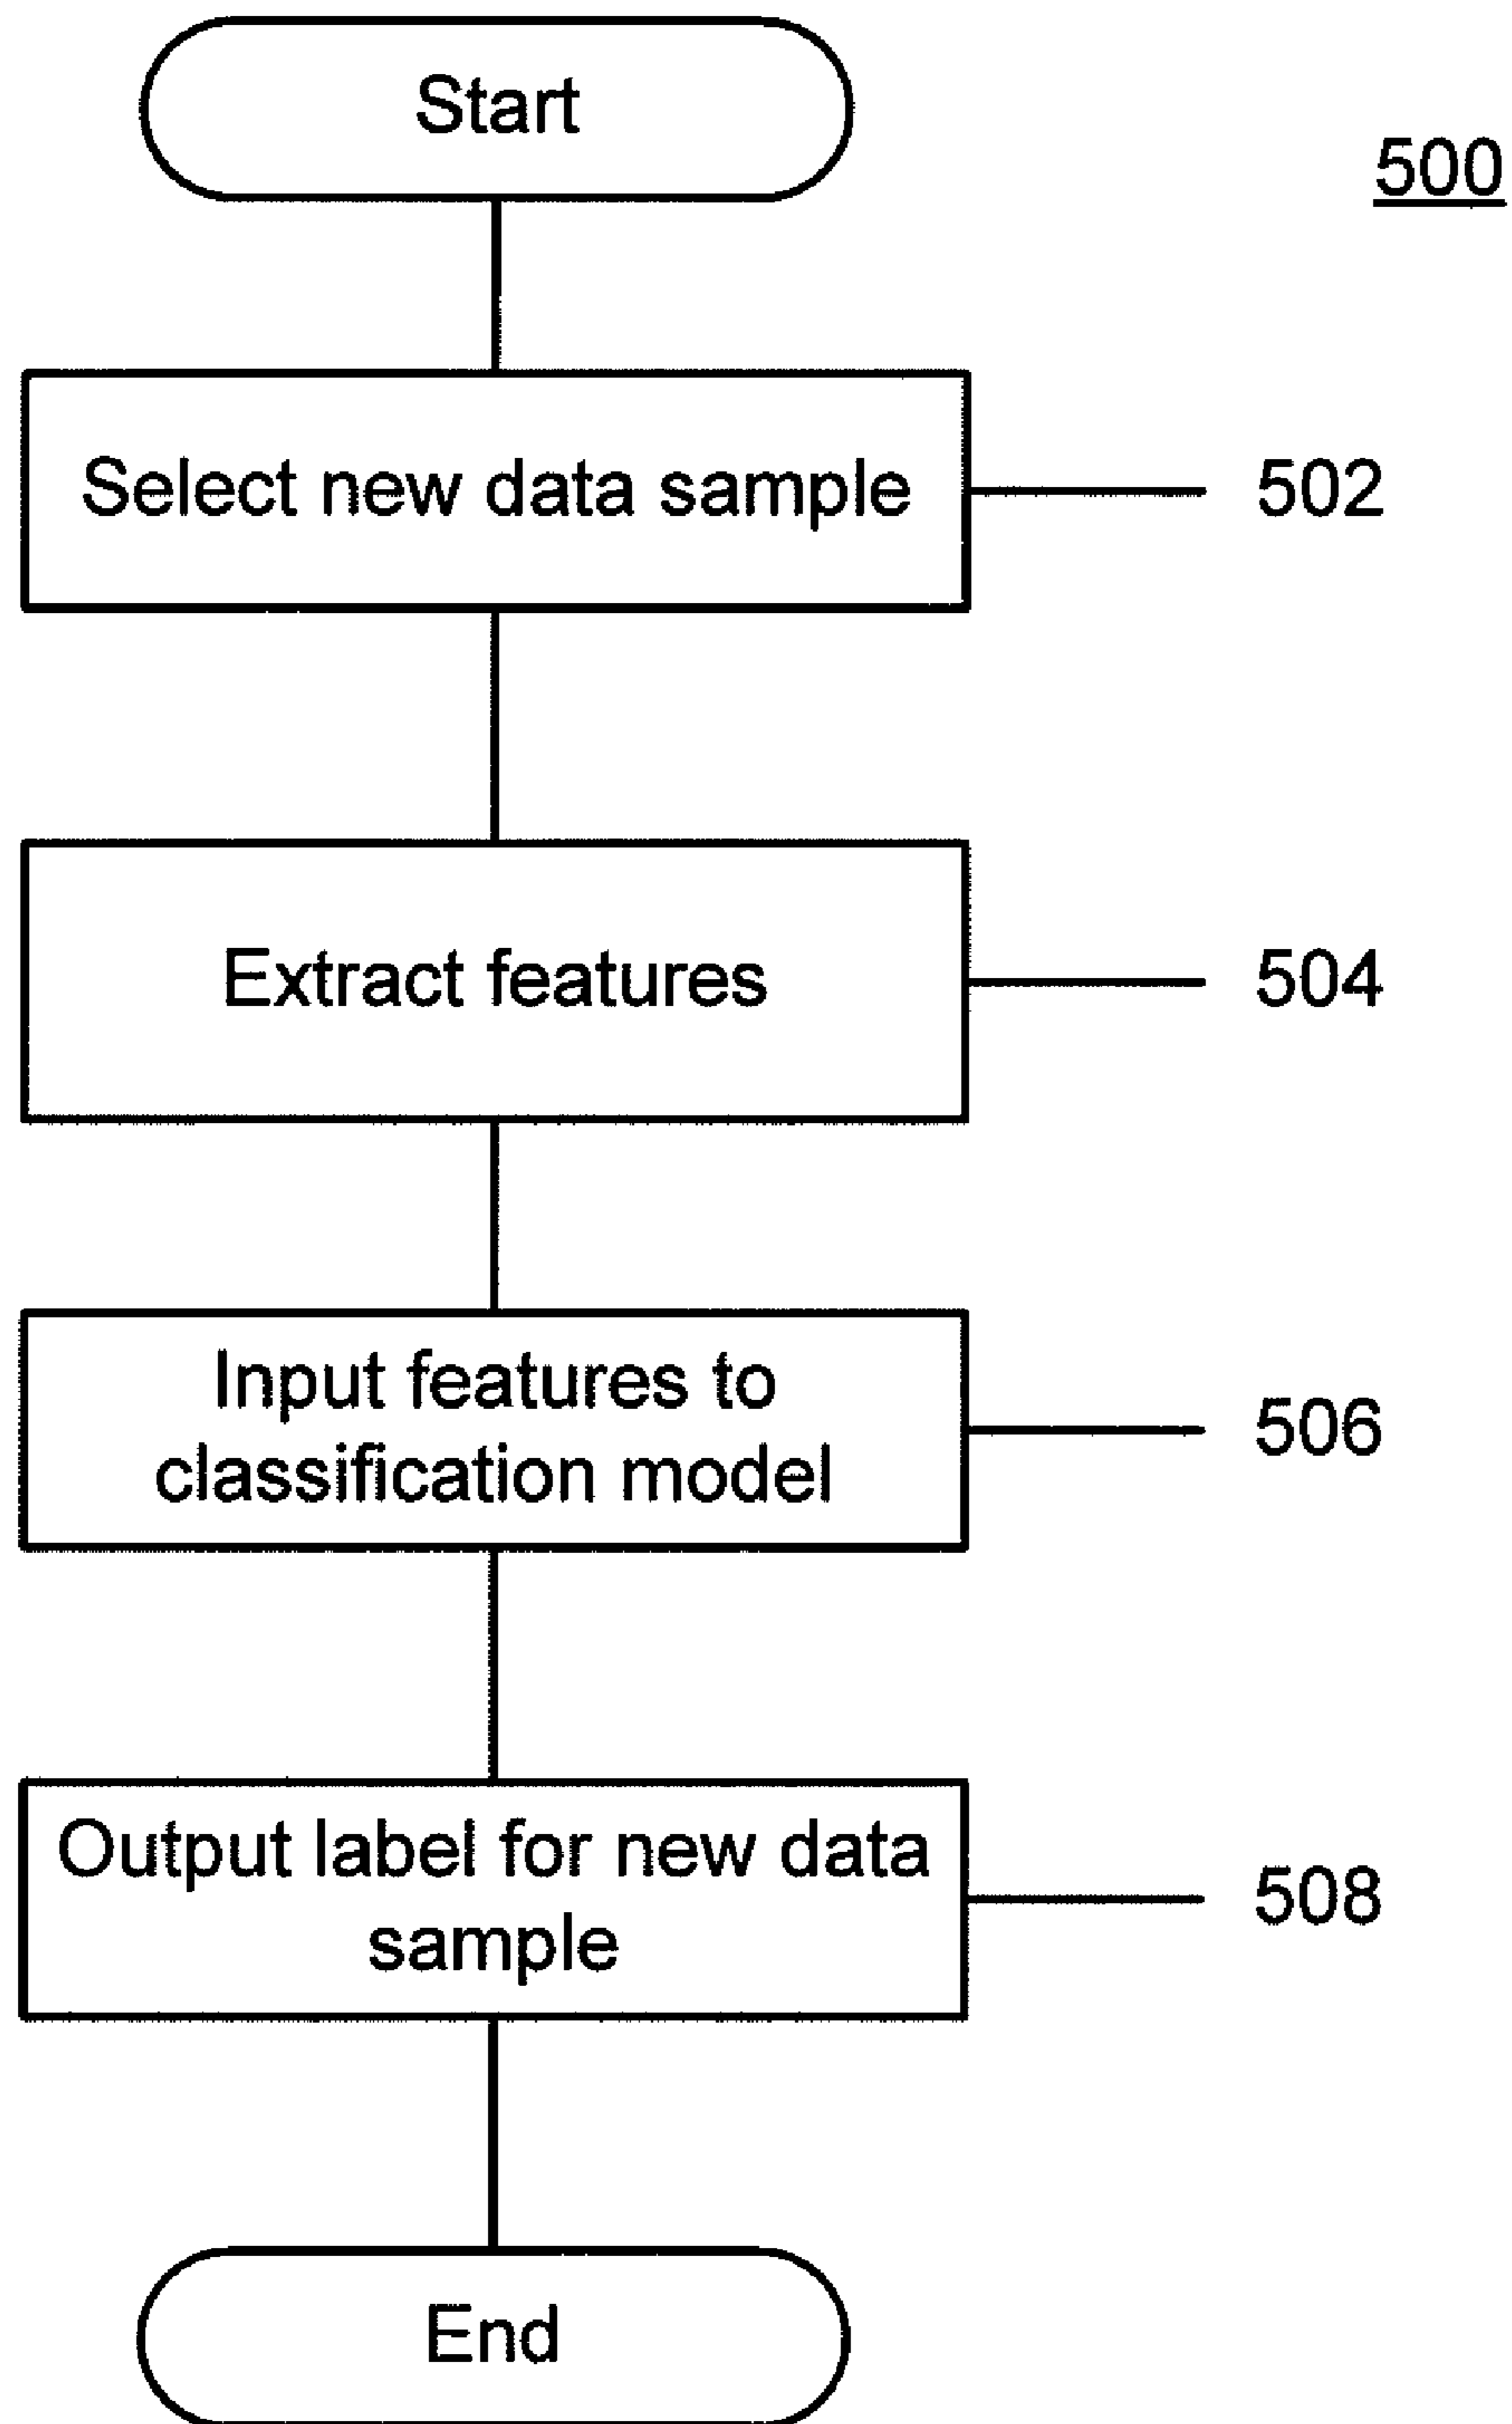 Start
500
Select new data sample
502
Extract features
504
Input features to
classification model
506
Output label for new data
sample
508
End